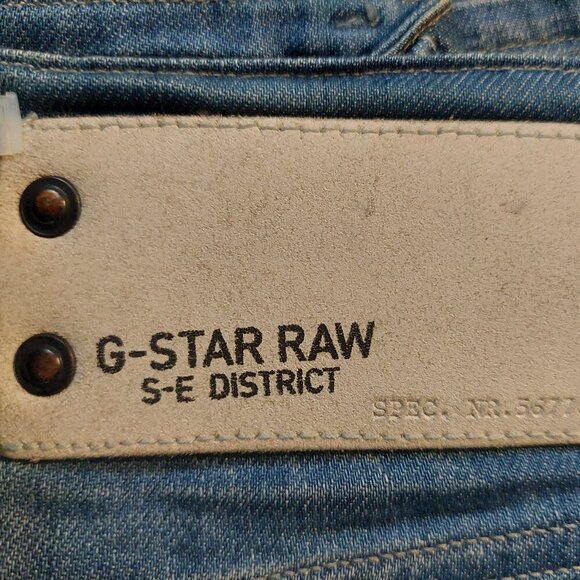 G-STAR RAW
S-E DISTRICT
SPEC. NR.5677